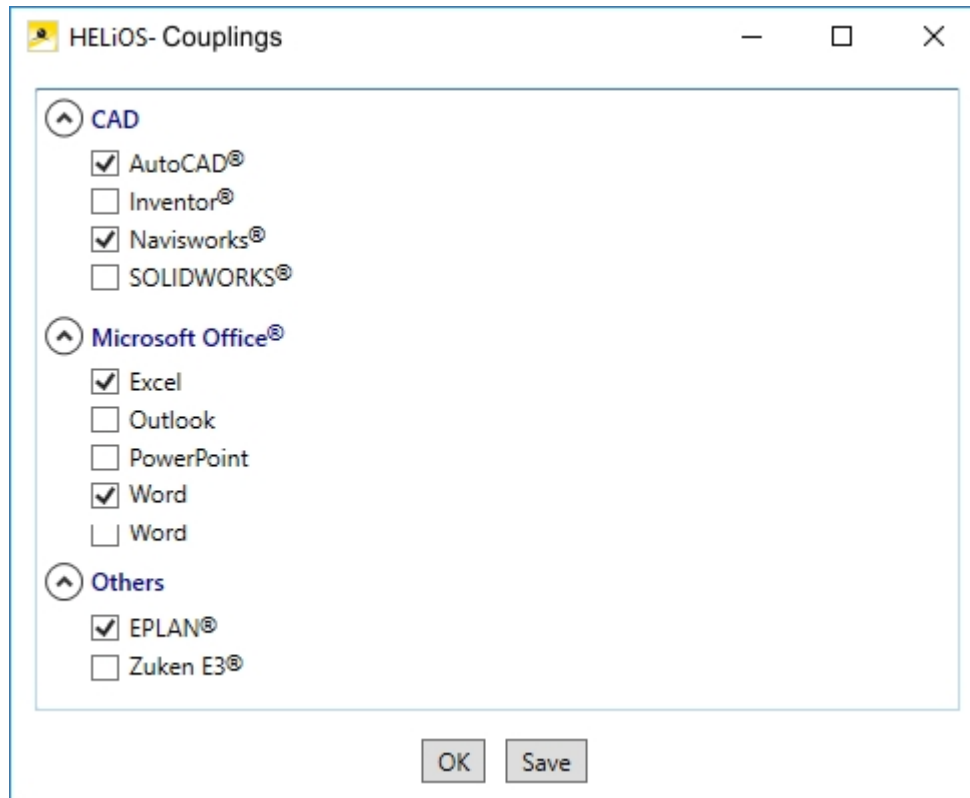 HELiOS- Couplings
CAD
AutoCAD®
Inventor®
Navisworks®
SOLIDWORKS®
Microsoft Office®
Excel
Outlook
PowerPoint
Word
Word
Others
EPLAN®
Zuken E3®
OK Save